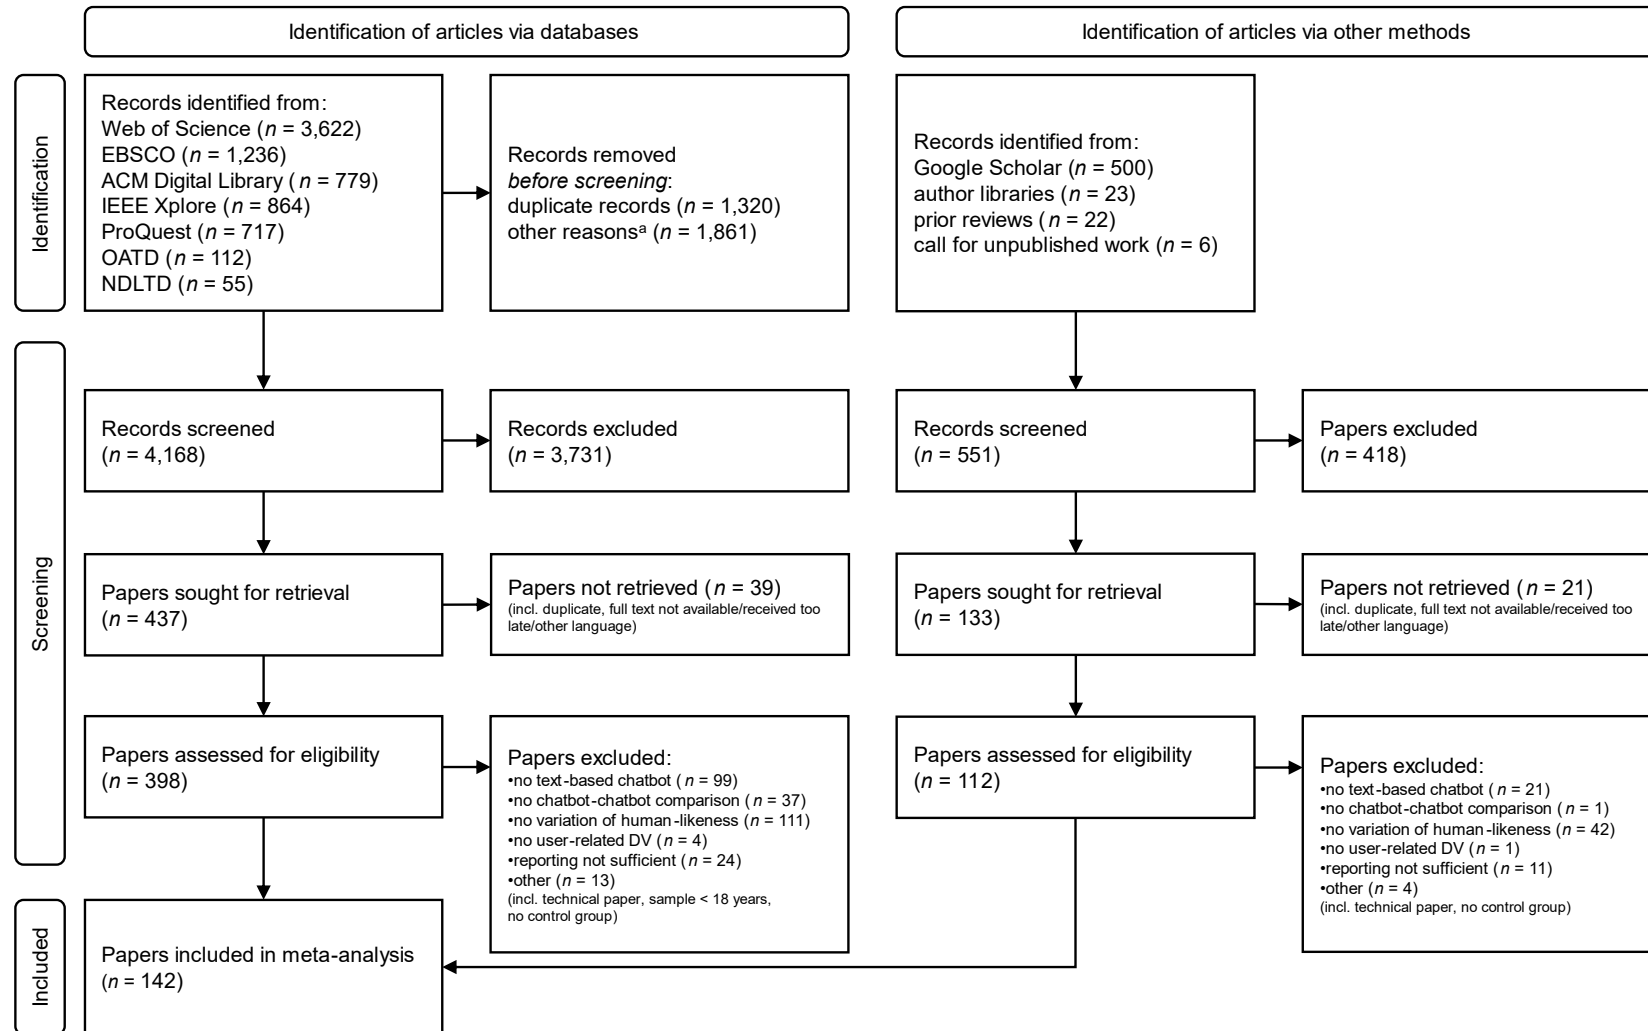 Identification of articles via databases
Identification of articles via other methods
Identification
Records identified from:
Web of Science (n = 3,622)
EBSCO (n = 1,236)
ACM Digital Library (n = 779)
IEEE Xplore (n = 864)
ProQuest (n = 717)
OATD (n = 112)
NDLTD (n = 55)
Records removed
before screening:
duplicate records (n = 1,320)
other reasonsᵃ (n = 1,861)
Records identified from:
Google Scholar (n = 500)
author libraries (n = 23)
prior reviews (n = 22)
call for unpublished work (n = 6)
Screening
Records screened
(n = 4,168)
Records excluded
(n = 3,731)
Records screened
(n = 551)
Papers excluded
(n = 418)
Papers sought for retrieval
(n = 437)
Papers not retrieved (n = 39)
(incl. duplicate, full text not available/received too
late/other language)
Papers sought for retrieval
(n = 133)
Papers not retrieved (n = 21)
(incl. duplicate, full text not available/received too
late/other language)
Papers assessed for eligibility
(n = 398)
Papers excluded:
•no text-based chatbot (n = 99)
•no chatbot-chatbot comparison (n = 37)
•no variation of human-likeness (n = 111)
•no user-related DV (n = 4)
•reporting not sufficient (n = 24)
•other (n = 13)
(incl. technical paper, sample < 18 years,
no control group)
Papers assessed for eligibility
(n = 112)
Papers excluded:
•no text-based chatbot (n = 21)
•no chatbot-chatbot comparison (n = 1)
•no variation of human-likeness (n = 42)
•no user-related DV (n = 1)
•reporting not sufficient (n = 11)
•other (n = 4)
(incl. technical paper, no control group)
Included
Papers included in meta-analysis
(n = 142)